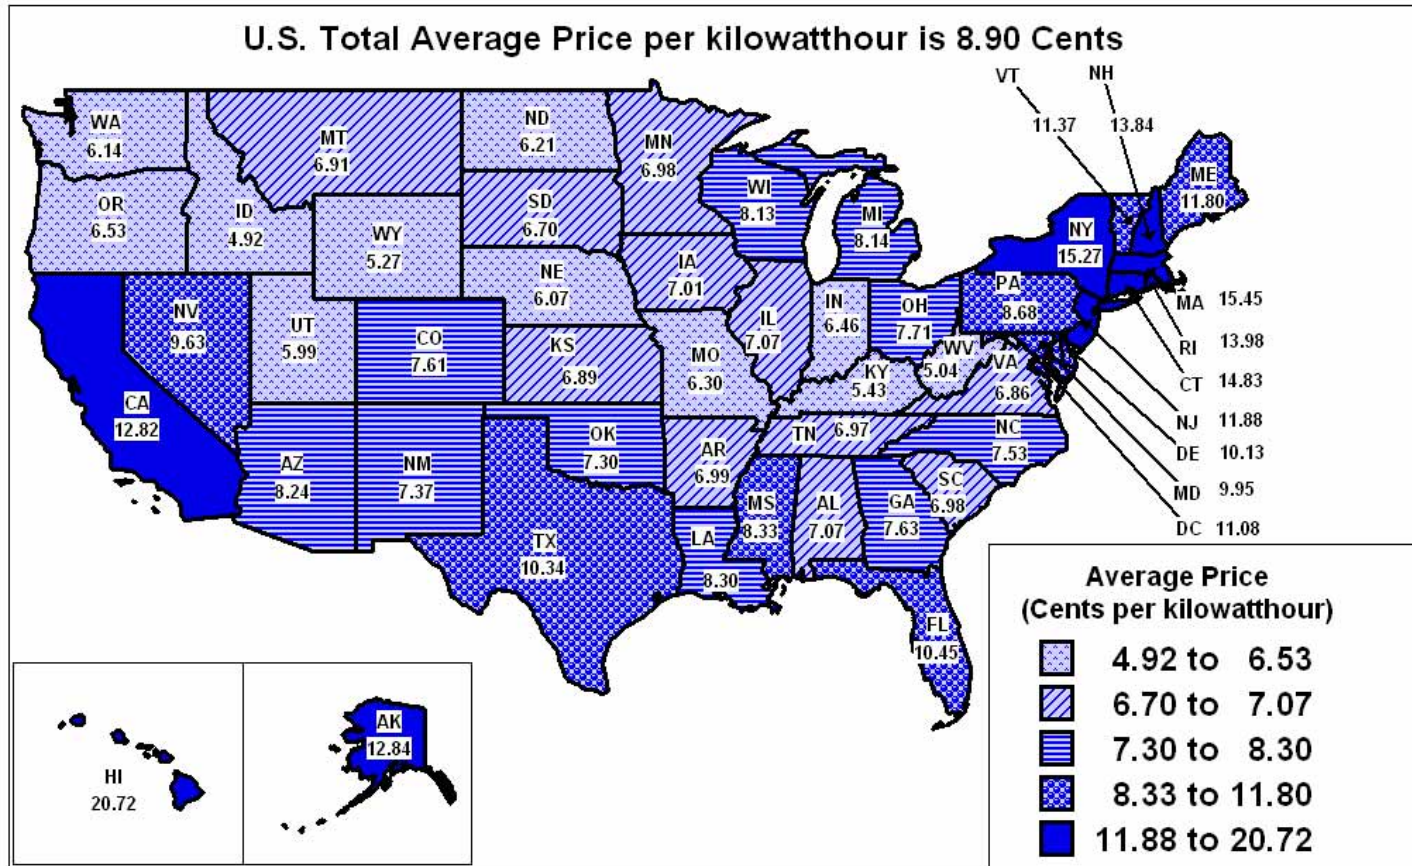 U.S. Total Average Price per kilowatthour is 8.90 Cents
VT
NH
11.37
13.84
WA
6.14
MT
6.91
ND
6.21
MN
6.98
ME
11.80
OR
6.53
ID
4.92
WY
5.27
SD
6.70
WI
8.13
MI
8.14
NY
15.27
NE
6.07
IA
7.01
PA
8.68
NV
9.63
UT
5.99
CO
7.61
KS
6.89
MO
6.30
IL
7.07
IN
6.46
OH
7.71
WV
5.04
VA
6.86
KY
5.43
MA 15.45
RI 13.98
CT 14.83
NJ 11.88
DE 10.13
MD 9.95
DC 11.08
CA
12.82
AZ
8.24
NM
7.37
OK
7.30
AR
6.99
TN 6.97
NC
7.53
SC
6.98
MS
8.33
AL
7.07
GA
7.63
TX
10.34
LA
8.30
FL
10.45
HI
20.72
AK
12.84
Average Price
(Cents per kilowatthour)
4.92 to 6.53
6.70 to 7.07
7.30 to 8.30
8.33 to 11.80
11.88 to 20.72